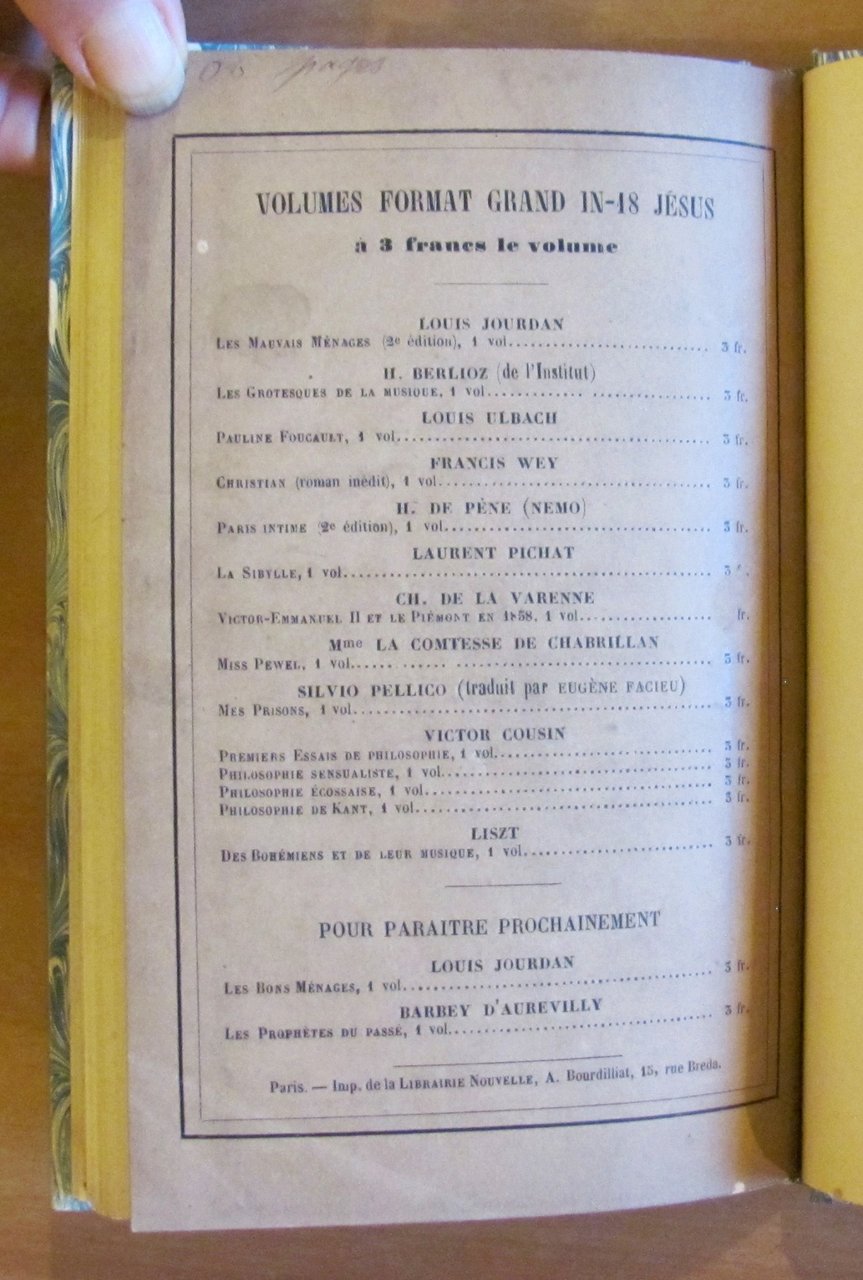 pages
VOLUMES FORMAT GRAND IN-18 JÉSUS
à 3 francs le volume
LOUIS JOURDAN
LES MAUVAIS MÉNAGES (2e édition), 1 vol. 3 fr.
H. BERLIOZ (de l'Institut)
LES GROTESQUES DE LA MUSIQUE, 1 vol. 3 fr.
LOUIS ULBACH
PAULINE FOUCAULT, 1 vol. 3 fr.
FRANCIS WEY
CHRISTIAN (roman inédit), 1 vol. 3 fr.
H. DE PÈNE (NEMO)
PARIS INTIME (2e édition), 1 vol. 3 fr.
LAURENT PICHAT
LA SIBYLLE, 1 vol. 3
CH. DE LA VARENNE
VICTOR-EMMANUEL II ET LE PIÉMONT EN 1858, 1 vol. fr.
Mme LA COMTESSE DE CHABRILLAN
MISS PEWEL, 1 vol. 3 fr.
SILVIO PELLICO (traduit par EUGÈNE FACIEU)
MES PRISONS, 1 vol. 3 fr.
VICTOR COUSIN
PREMIERS ESSAIS DE PHILOSOPHIE, 1 vol. 3 fr.
PHILOSOPHIE SENSUALISTE, 1 vol. 3 fr.
PHILOSOPHIE ÉCOSSAISE, 1 vol. 3 fr.
PHILOSOPHIE DE KANT, 1 vol. 3 fr.
LISZT
DES BOHÉMIENS ET DE LEUR MUSIQUE, 1 vol. 3 fr.
POUR PARAITRE PROCHAINEMENT
LOUIS JOURDAN
LES BONS MÉNAGES, 1 vol. 3 fr.
BARBEY D'AUREVILLY
LES PROPHÈTES DU PASSÉ, 1 vol. 3 fr.
Paris. — Imp. de la LIBRAIRIE NOUVELLE, A. Bourdilliat, 15, rue Breda.